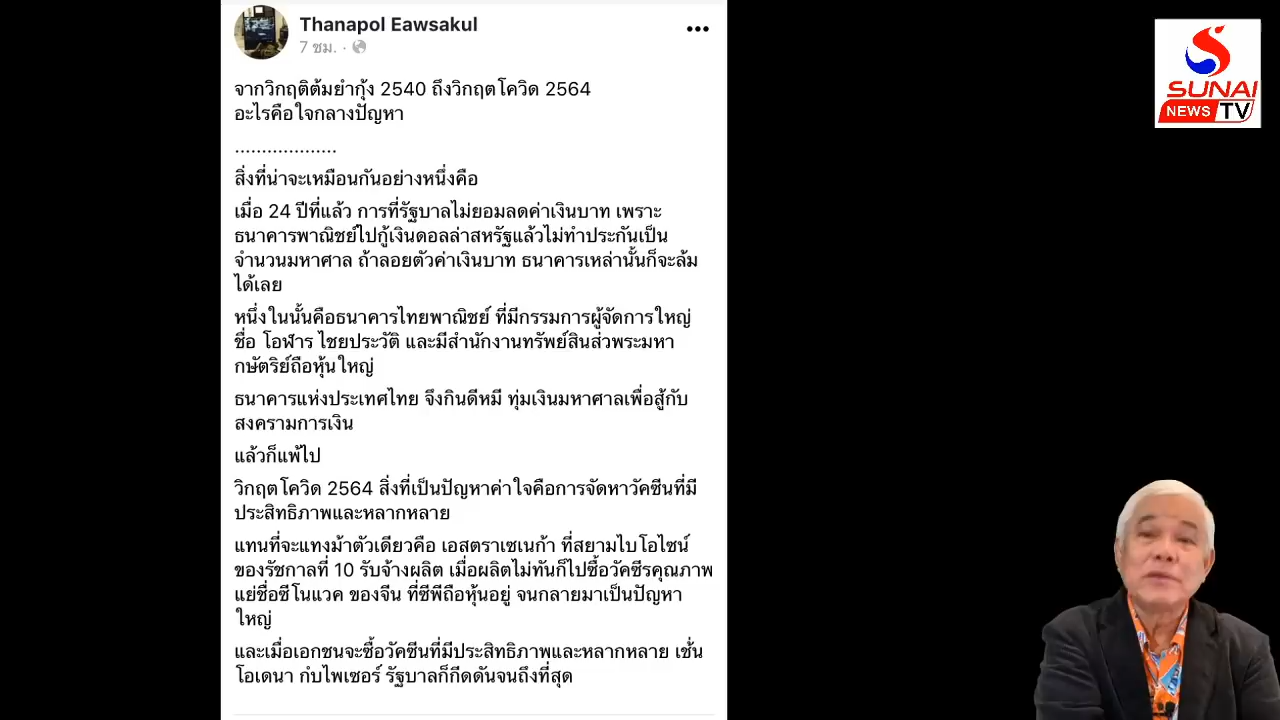 Thanapol Eawsakul
7 ชม. ·
จากวิกฤติต้มยำกุ้ง 2540 ถึงวิกฤตโควิด 2564
อะไรคือใจกลางปัญหา
...................
สิ่งที่น่าจะเหมือนกันอย่างหนึ่งคือ
เมื่อ 24 ปีที่แล้ว การที่รัฐบาลไม่ยอมลดค่าเงินบาท เพราะ
ธนาคารพาณิชย์ไปกู้เงินดอลล่าสหรัฐแล้วไม่ทำประกันเป็น
จำนวนมหาศาล ถ้าลอยตัวค่าเงินบาท ธนาคารเหล่านั้นก็จะล้ม
ได้เลย
หนึ่งในนั้นคือธนาคารไทยพาณิชย์ ที่มีกรรมการผู้จัดการใหญ่
ชื่อ โอฬาร ไชยประวัติ และมีสำนักงานทรัพย์สินส่วพระมหา
กษัตริย์ถือหุ้นใหญ่
ธนาคารแห่งประเทศไทย จึงกินดีหมี ทุ่มเงินมหาศาลเพื่อสู้กับ
สงครามการเงิน
แล้วก็แพ้ไป
วิกฤตโควิด 2564 สิ่งที่เป็นปัญหาค่าใจคือการจัดหาวัคซีนที่มี
ประสิทธิภาพและหลากหลาย
แทนที่จะแทงม้าตัวเดียวคือ เอสตราเซเนก้า ที่สยามไบโอไซน์
ของรัชกาลที่ 10 รับจ้างผลิต เมื่อผลิตไม่ทันก็ไปซื้อวัคซีรคุณภาพ
แย่ชื่อซีโนแวค ของจีน ที่ซีพีถือหุ้นอยู่ จนกลายมาเป็นปัญหา
ใหญ่
และเมื่อเอกชนจะซื้อวัคซีนที่มีประสิทธิภาพและหลากหลาย เช่้น
โอเดนา กํบไพเซอร์ รัฐบาลก็กีดดันจนถึงที่สุด
SUNAI
NEWS TV